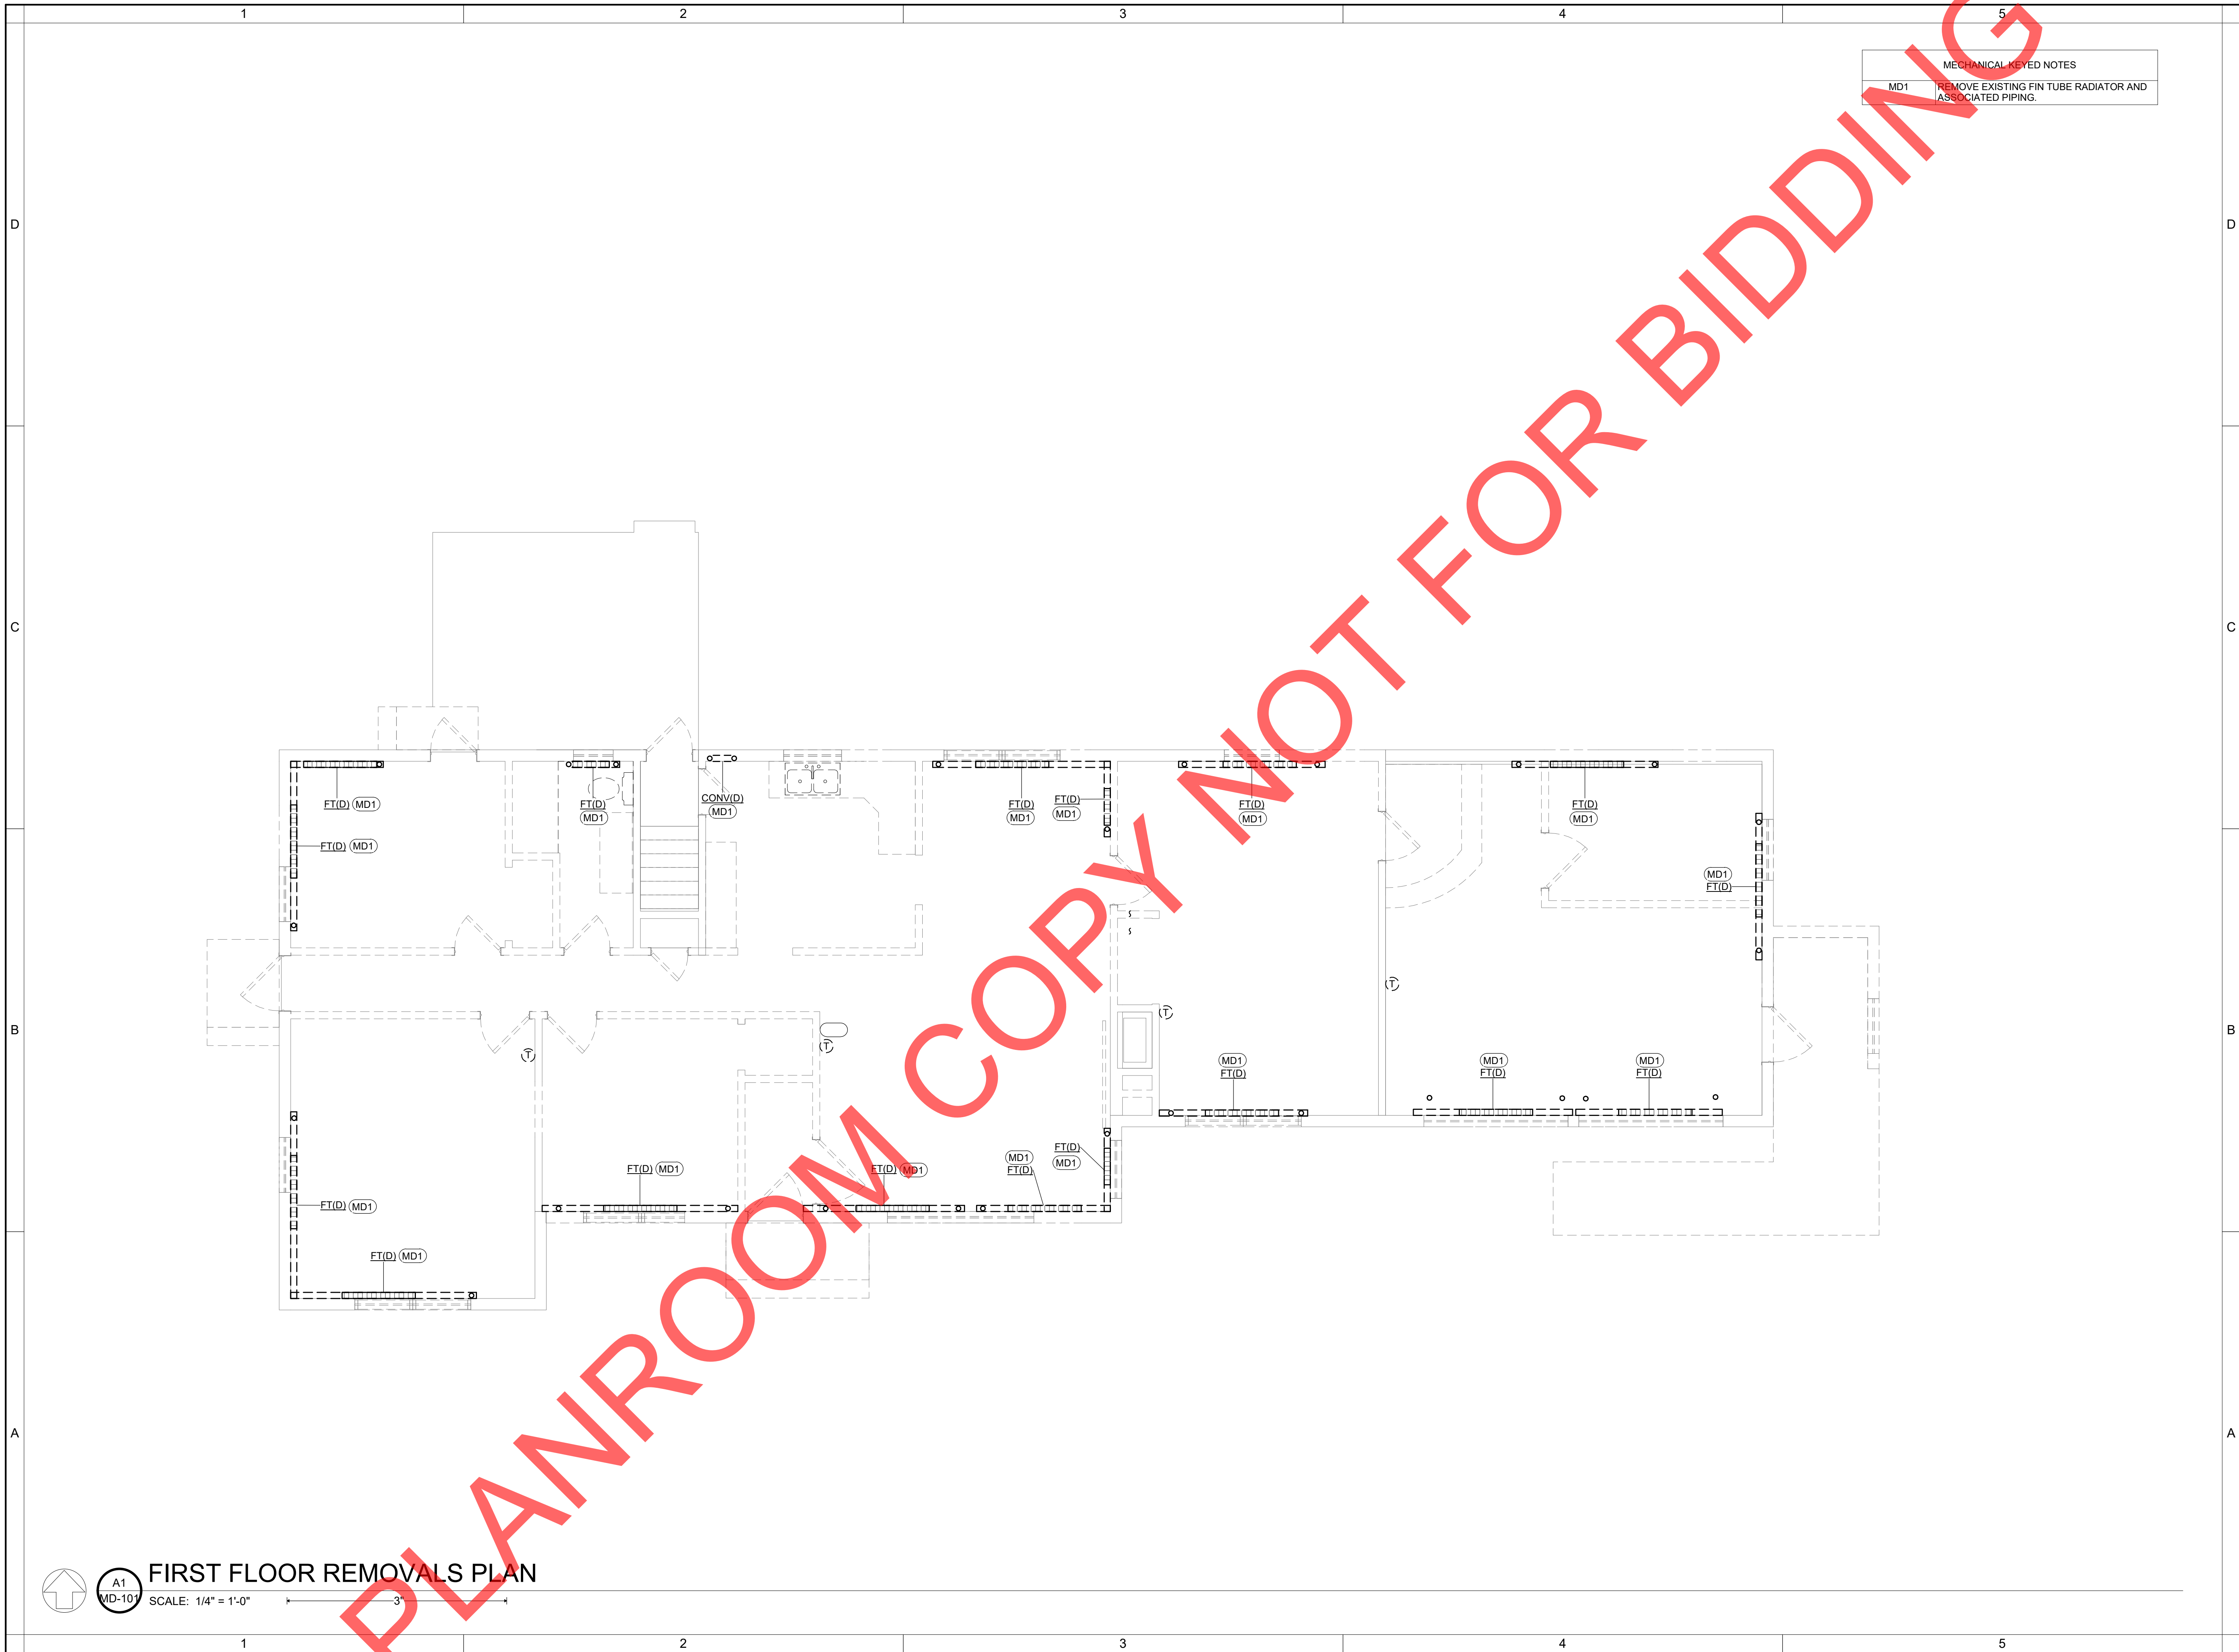 1 2 3 4 5
MECHANICAL KEYED NOTES
MD1 REMOVE EXISTING FIN TUBE RADIATOR AND
ASSOCIATED PIPING.
D D
C C
FT(D) MD1
FT(D)
MD1
CONV(D)
MD1
FT(D)
MD1
FT(D)
MD1
FT(D)
MD1
FT(D)
MD1
FT(D) MD1
MD1
FT(D)
T
T
B B
T
T
MD1
FT(D)
MD1
FT(D)
MD1
FT(D)
FT(D) MD1
FT(D) MD1
MD1
FT(D)
FT(D)
MD1
FT(D) MD1
FT(D) MD1
A A
PLANROOM COPY NOT FOR BIDDING
A1
MD-101
FIRST FLOOR REMOVALS PLAN
SCALE: 1/4" = 1'-0"
3"
1 2 3 4 5